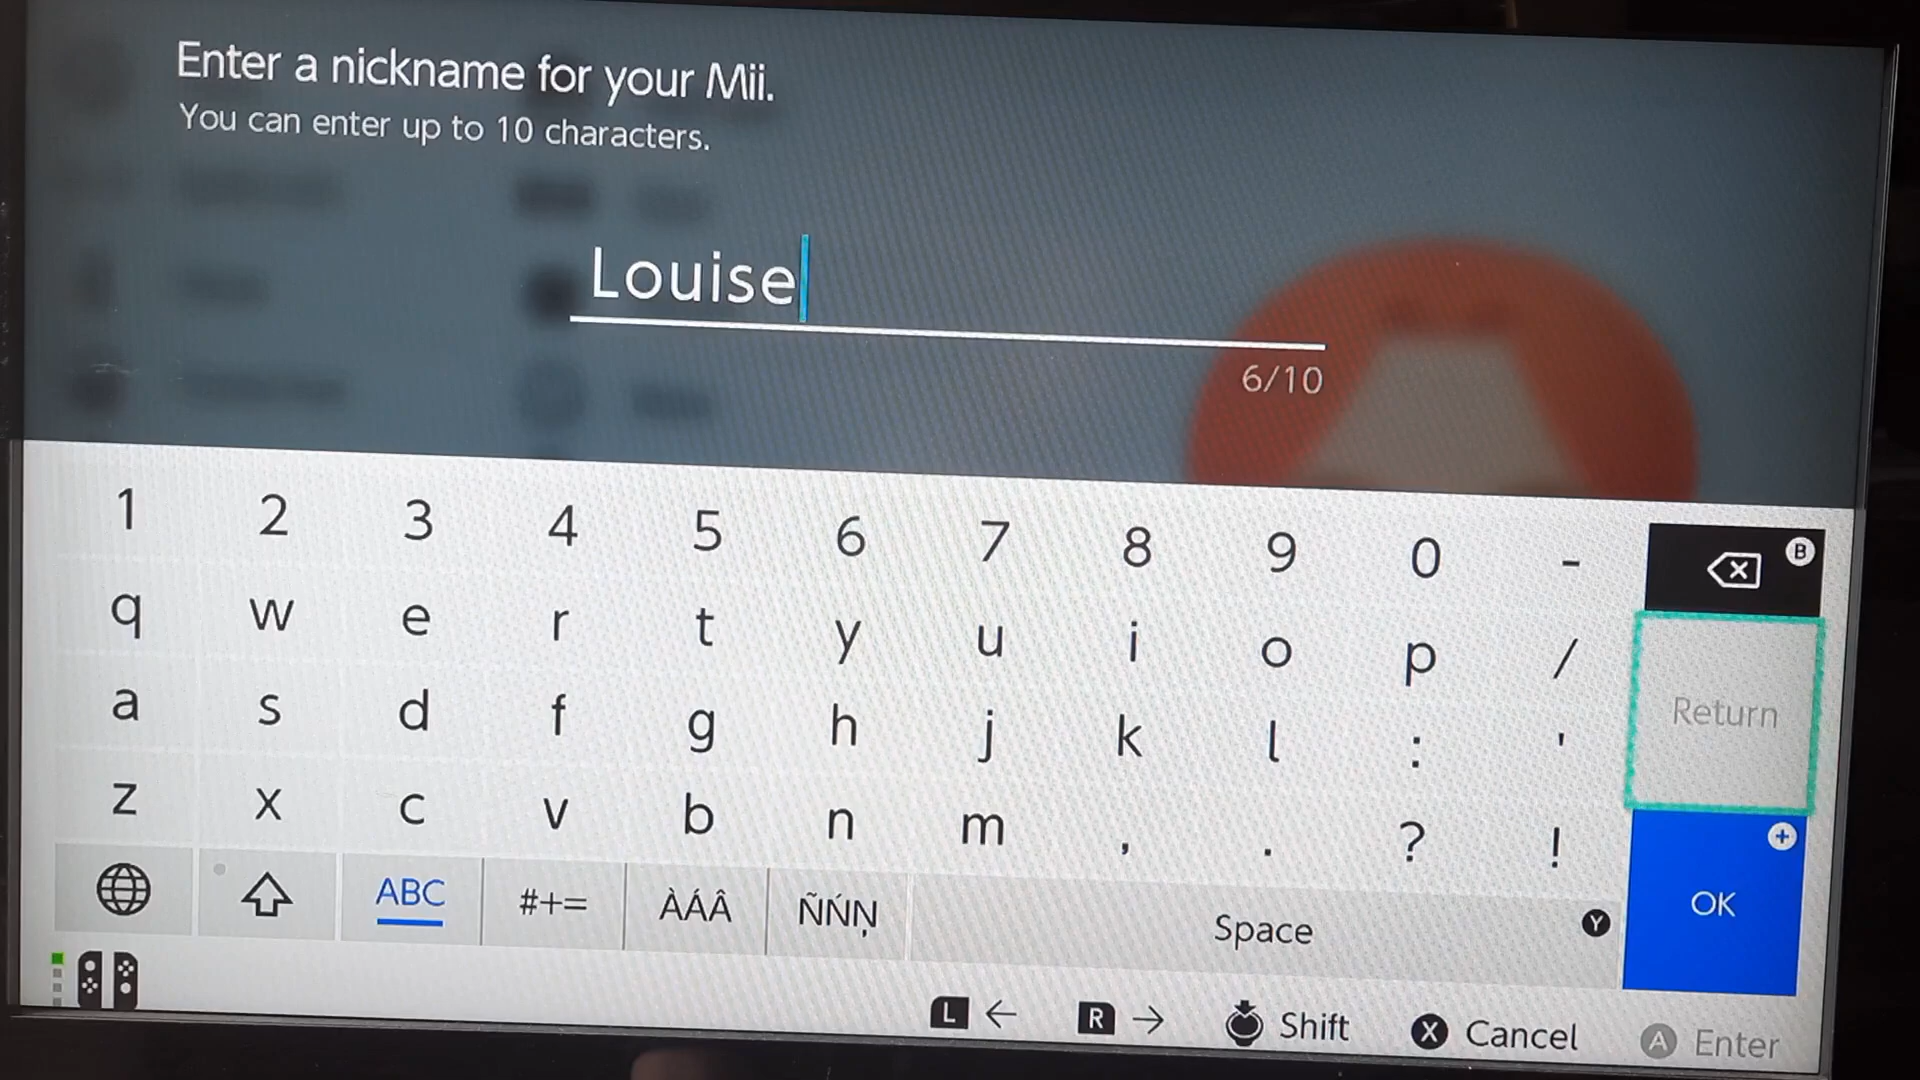 Enter a nickname for your Mii.
You can enter up to 10 characters.
Louise
6/10
1 2 3 4 5 6 7 8 9 0 -
B
q w e r t y u i o p /
Return
a s d f g h j k l : '
z x c v b n m , . ? !
+
OK
ABC #+= ÀÁÂ ÑŃŅ Space Y
L ← R → Shift X Cancel A Enter